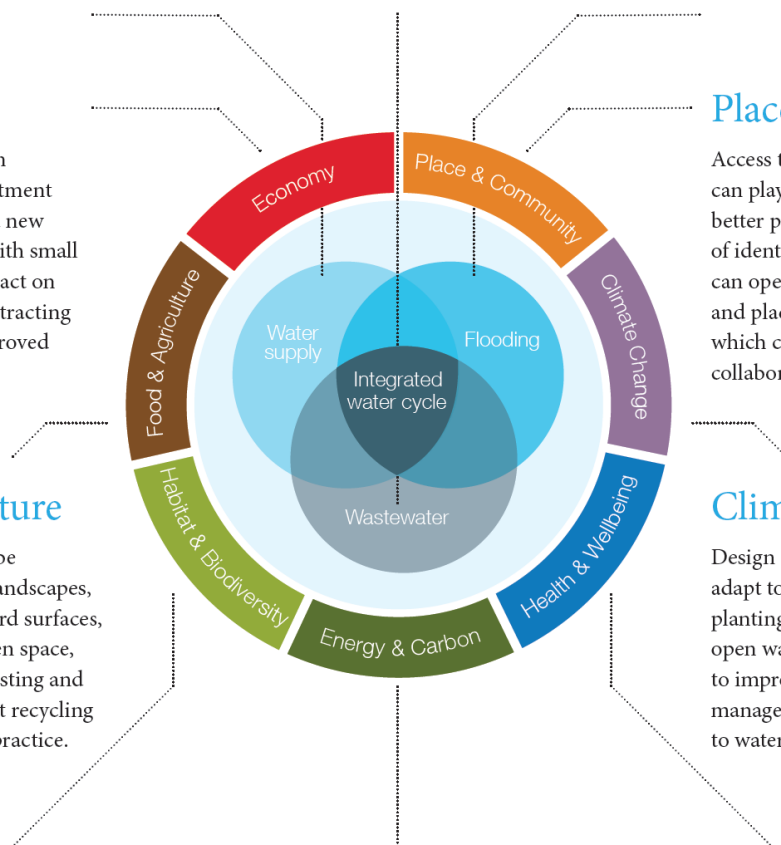 Place
n
tment
new
ith small
act on
tracting
roved
Access t
can play
better p
of ident
can ope
and plac
which c
collabor
Economy
Place & Community
Food & Agriculture
Climate Change
Water
supply
Flooding
Integrated
water cycle
Wastewater
Habitat & Biodiversity
Health & Wellbeing
Energy & Carbon
ture
be
andscapes,
rd surfaces,
en space,
sting and
t recycling
practice.
Clim
Design
adapt to
planting
open wa
to impro
manage
to water